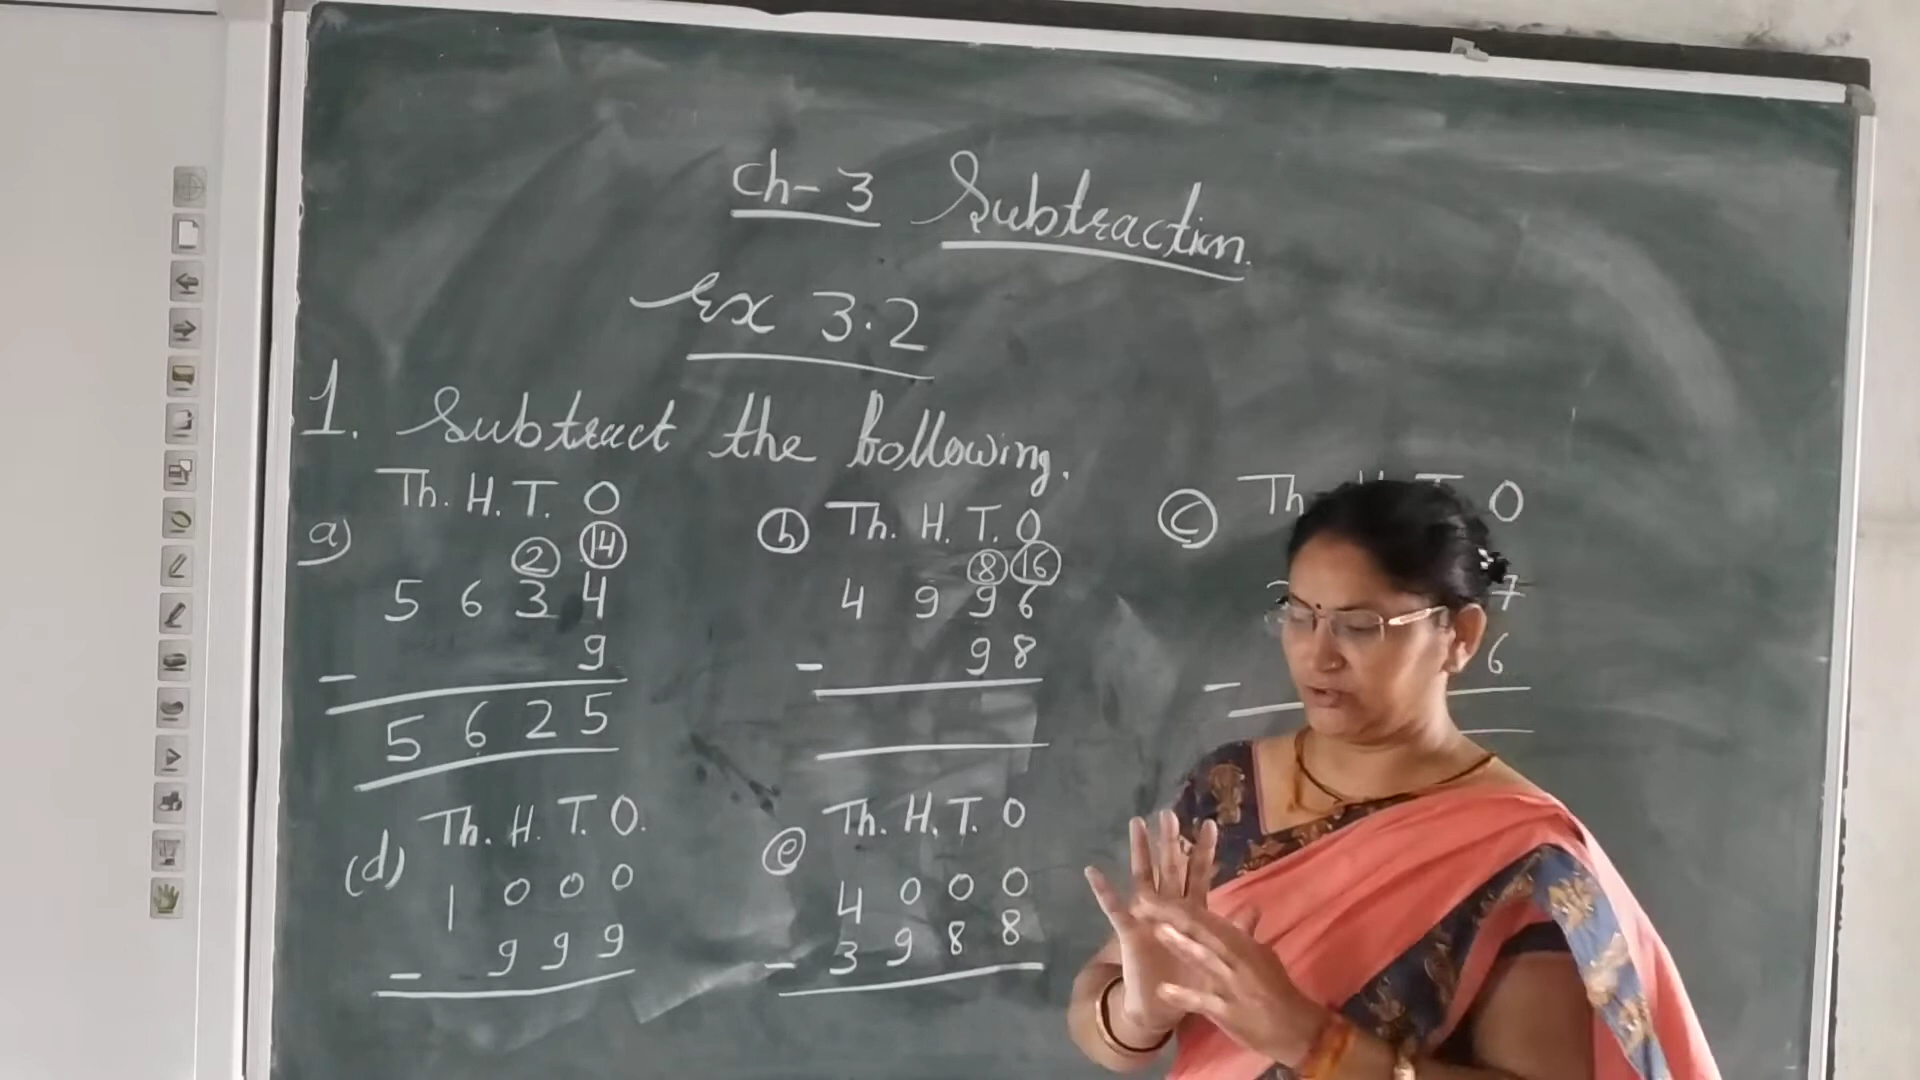 Ch-3 Subtraction.
Ex 3.2
1. Subtract the following.
a) Th. H. T. O
2 14
5 6 3 4
- 9
5 6 2 5
(b) Th. H. T. O
8 16
4 9 9 6
- 9 8
(c) Th O
7
- 6
(d) Th. H. T. O.
1 0 0 0
- 9 9 9
(e) Th. H. T. O
4 0 0 0
- 3 9 8 8